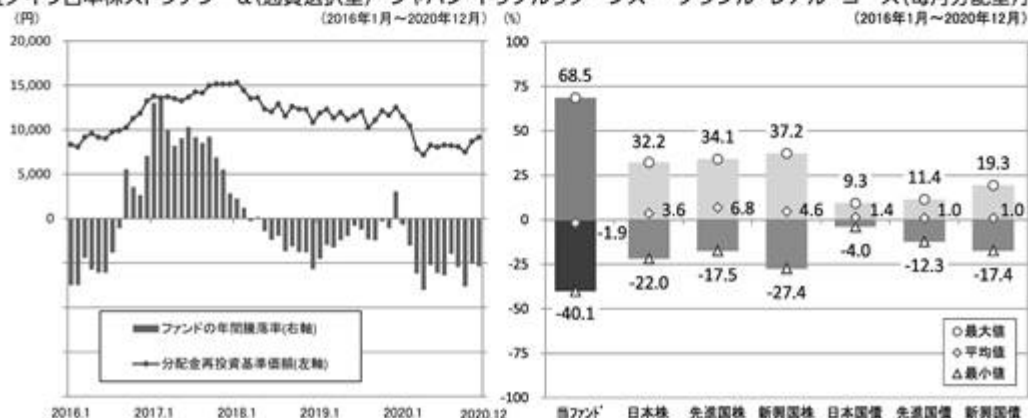 (円)
(2016年1月～2020年12月)
20,000
15,000
10,000
5,000
0
ファンドの年間騰落率(右軸)
分配金再投資基準価額(左軸)
2016.1 2017.1 2018.1 2019.1 2020.1 2020.12
(%)
(2016年1月～2020年12月)
100
75
50
25
0
-25
-50
-75
-100
68.5
32.2 34.1 37.2 9.3 11.4 19.3
-1.9 3.6 6.8 4.6 1.4 1.0 1.0
-40.1 -22.0 -17.5 -27.4 -4.0 -12.3 -17.4
最大値
平均値
最小値
当ファンド 日本株 先進国株 新興国株 日本国債 先進国債 新興国債